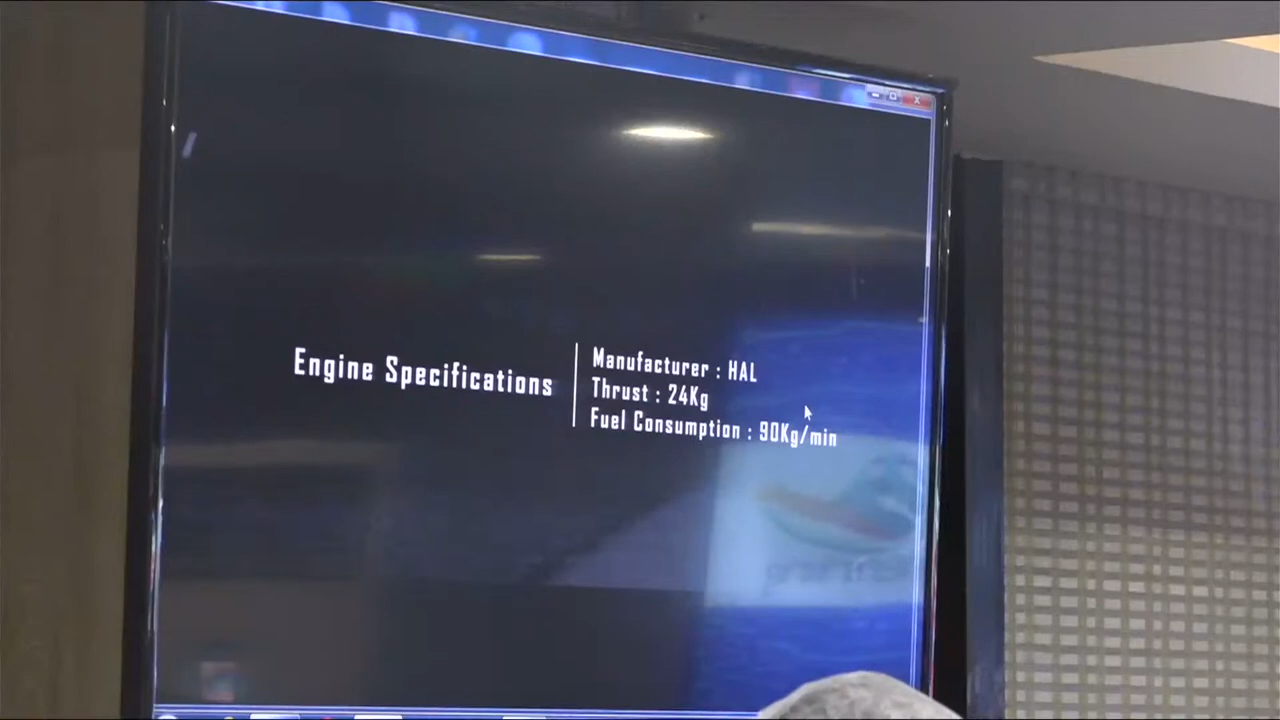 Engine Specifications
Manufacturer : HAL
Thrust : 24Kg
Fuel Consumption : 90Kg/min